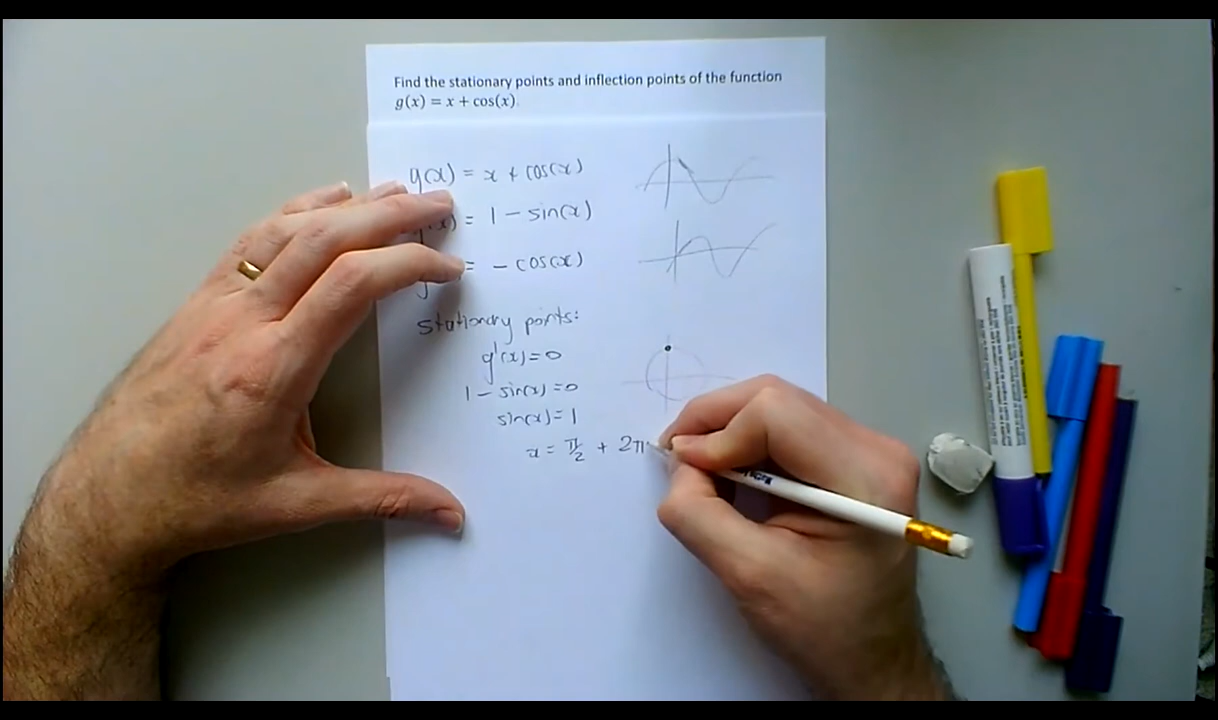 Find the stationary points and inflection points of the function
g(x) = x + cos(x).
g(x) = x + cos(x)
= 1 - sin(x)
= - cos(x)
stationary points:
g'(x) = 0
1 - sin(x) = 0
sin(x) = 1
x = π/2 + 2π